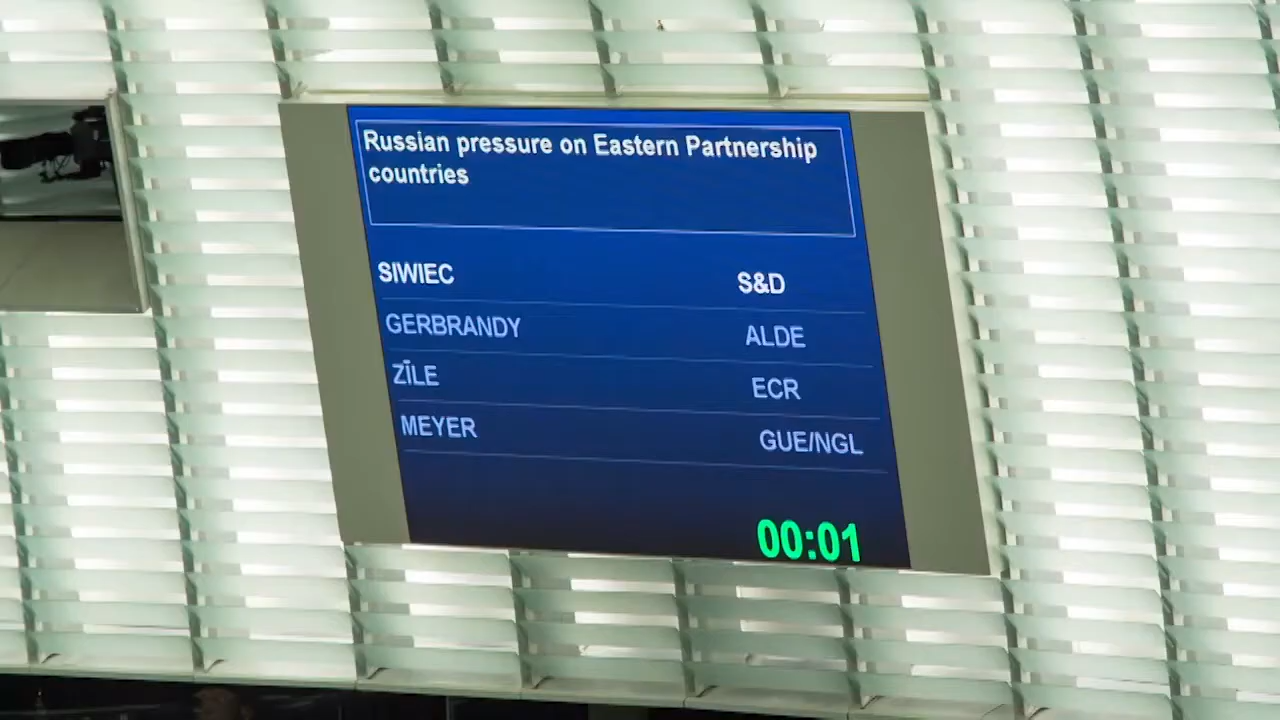 Russian pressure on Eastern Partnership
countries
SIWIEC S&D
GERBRANDY ALDE
ZĪLE ECR
MEYER GUE/NGL
00:01